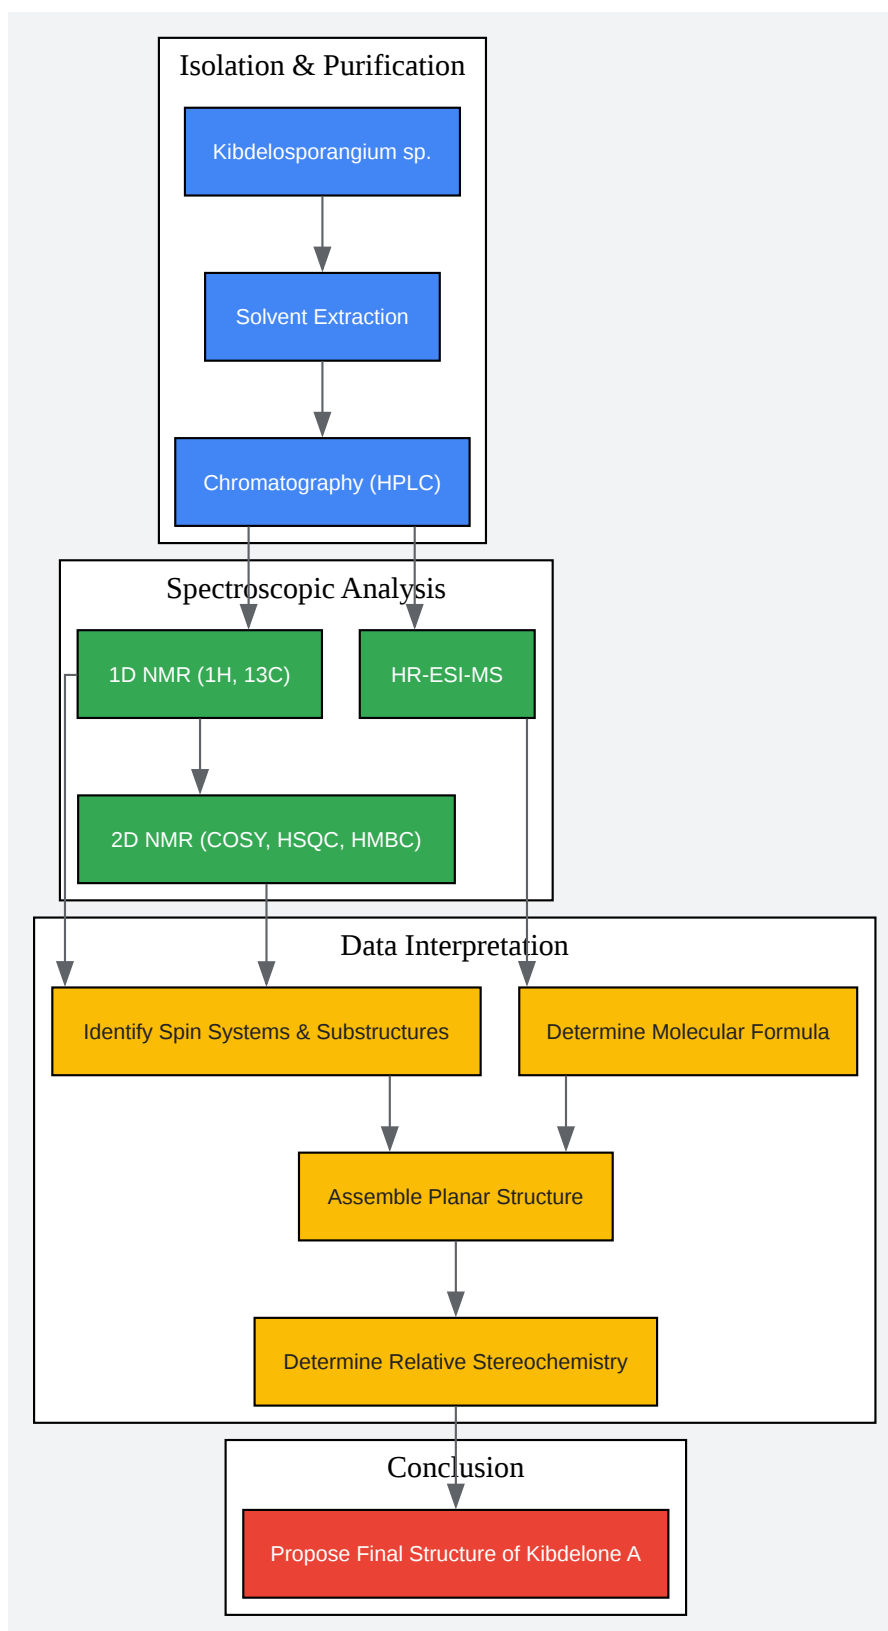 Isolation & Purification
Kibdelosporangium sp.
Solvent Extraction
Chromatography (HPLC)
Spectroscopic Analysis
1D NMR (1H, 13C)
HR-ESI-MS
2D NMR (COSY, HSQC, HMBC)
Data Interpretation
Identify Spin Systems & Substructures
Determine Molecular Formula
Assemble Planar Structure
Determine Relative Stereochemistry
Conclusion
Propose Final Structure of Kibdelone A